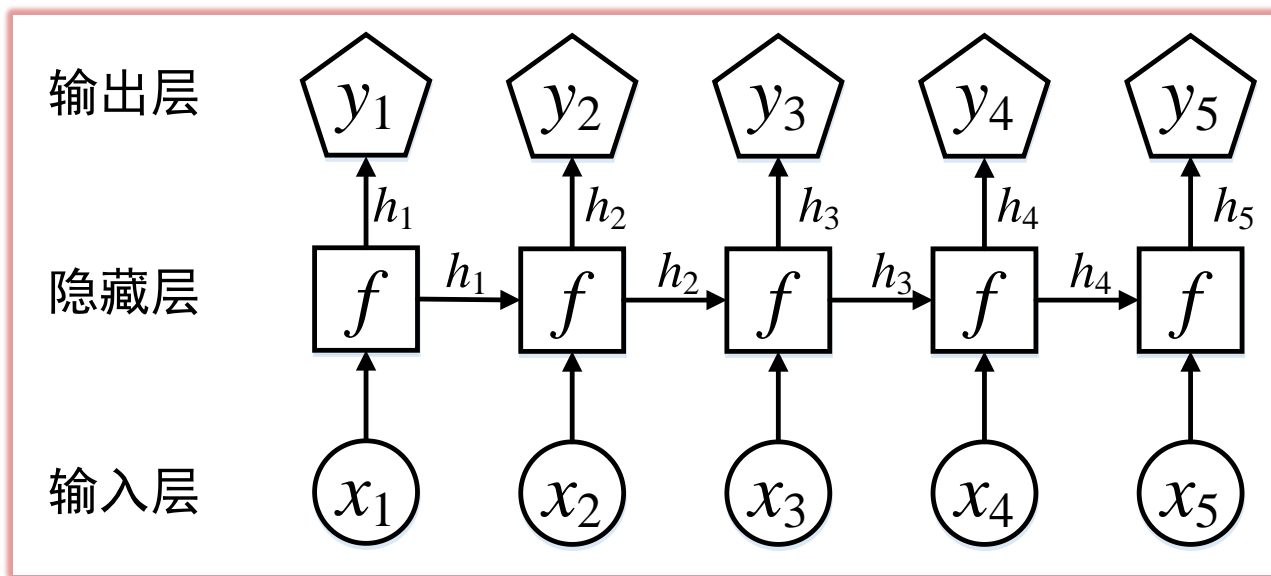 输出层 y1 y2 y3 y4 y5
h1 h2 h3 h4 h5
隐藏层 f h1 f h2 f h3 f h4 f
输入层 x1 x2 x3 x4 x5